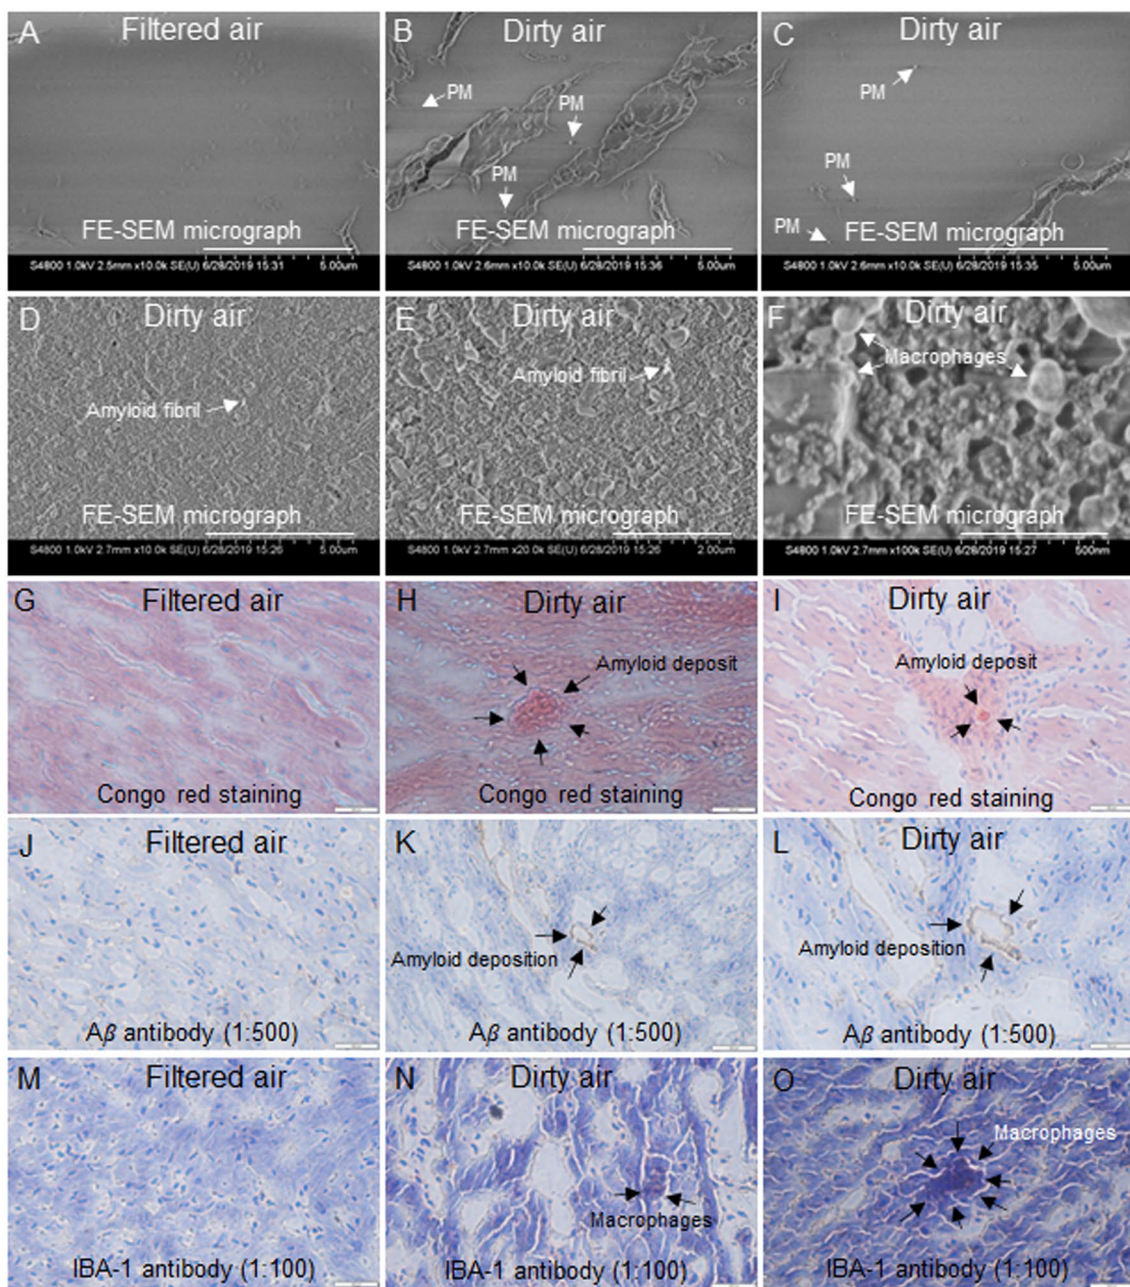 A Filtered air
FE-SEM micrograph
S4800 1.0kV 2.5mm x10.0k SE(U) 6/28/2019 15:31 5.00um
B Dirty air
PM
PM
PM
FE-SEM micrograph
S4800 1.0kV 2.6mm x10.0k SE(U) 6/28/2019 15:36 5.00um
C Dirty air
PM
PM
PM
FE-SEM micrograph
S4800 1.0kV 2.6mm x10.0k SE(U) 6/28/2019 15:35 5.00um
D Dirty air
Amyloid fibril
FE-SEM micrograph
S4800 1.0kV 2.7mm x10.0k SE(U) 6/28/2019 15:26 5.00um
E Dirty air
Amyloid fibril
FE-SEM micrograph
S4800 1.0kV 2.7mm x20.0k SE(U) 6/28/2019 15:26 2.00um
F Dirty air
Macrophages
FE-SEM micrograph
S4800 1.0kV 2.7mm x100k SE(U) 6/28/2019 15:27 500nm
G Filtered air
Congo red staining
H Dirty air
Amyloid deposit
Congo red staining
I Dirty air
Amyloid deposit
Congo red staining
J Filtered air
Aβ antibody (1:500)
K Dirty air
Amyloid deposition
Aβ antibody (1:500)
L Dirty air
Amyloid deposition
Aβ antibody (1:500)
M Filtered air
IBA-1 antibody (1:100)
N Dirty air
Macrophages
IBA-1 antibody (1:100)
O Dirty air
Macrophages
IBA-1 antibody (1:100)